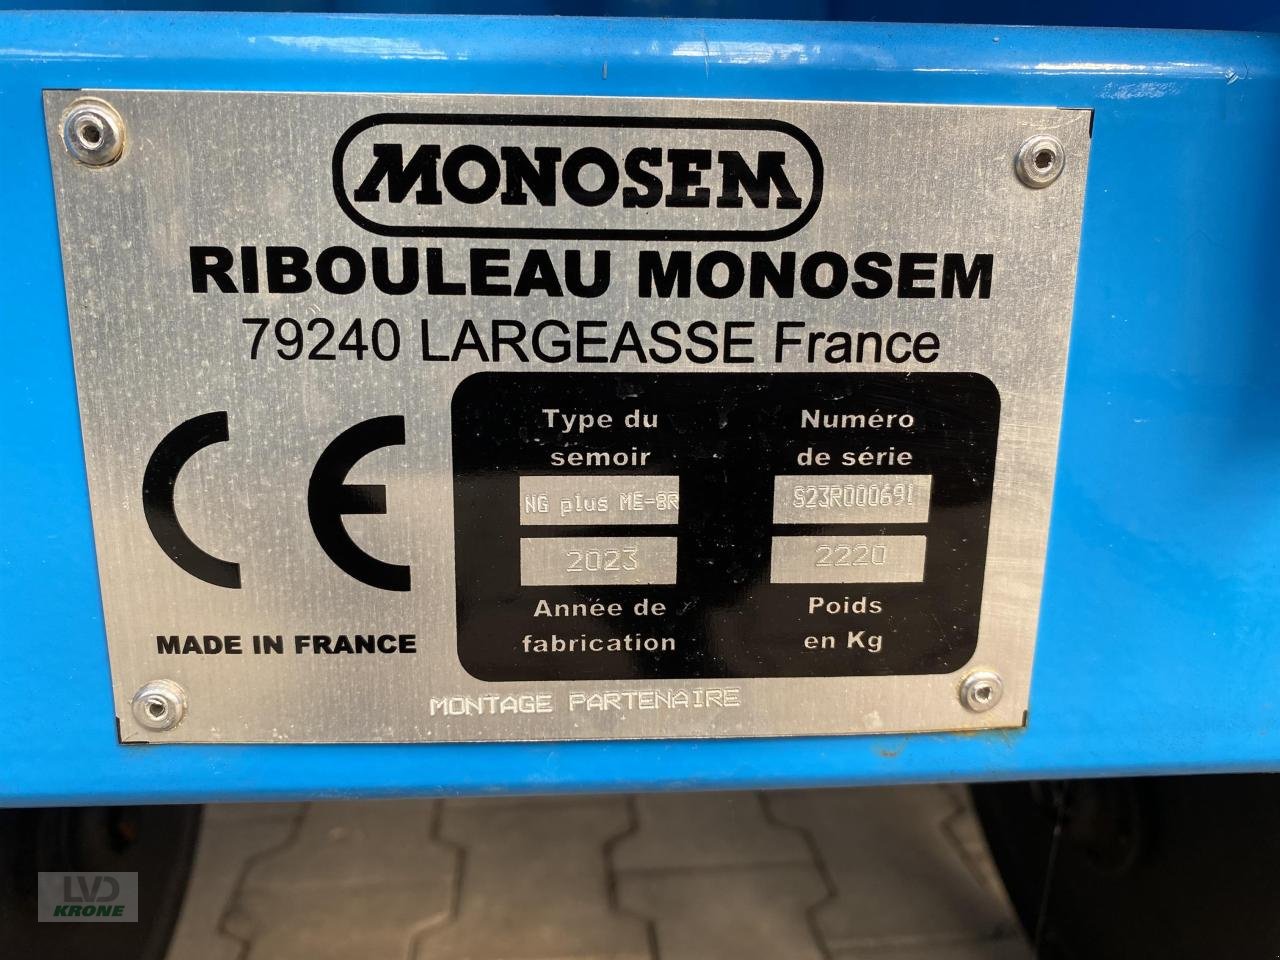 MONOSEM
RIBOULEAU MONOSEM
79240 LARGEASSE France
CE
MADE IN FRANCE
Type du
semoir
NG plus ME-8R
2023
Année de
fabrication
Numéro
de série
S23R000691
2220
Poids
en Kg
MONTAGE PARTENAIRE
LVD
KRONE